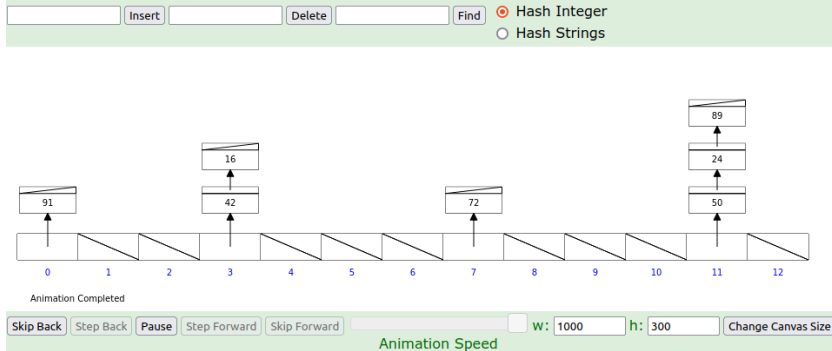 Insert Delete Find Hash Integer
Hash Strings
89
16 24
91 42 72 50
0 1 2 3 4 5 6 7 8 9 10 11 12
Animation Completed
Skip Back Step Back Pause Step Forward Skip Forward w: 1000 h: 300 Change Canvas Size
Animation Speed